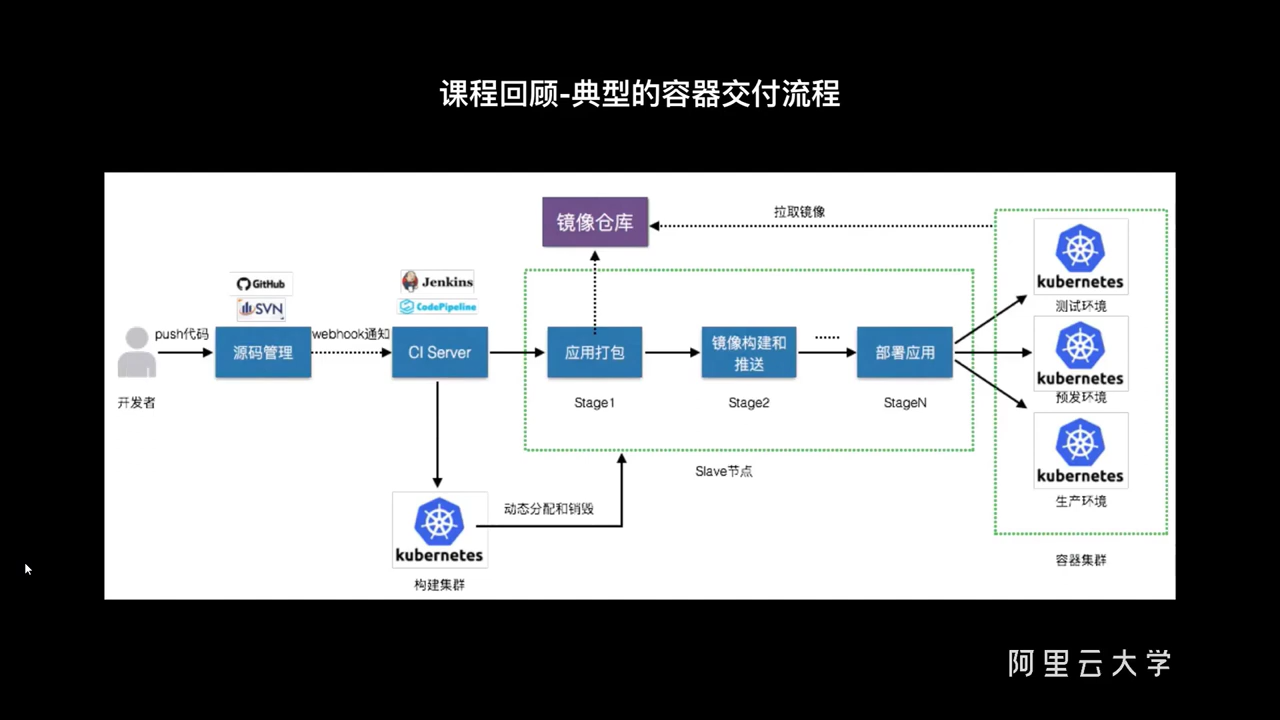 课程回顾-典型的容器交付流程
镜像仓库
拉取镜像
kubernetes
测试环境
GitHub
SVN
Jenkins
CodePipeline
push代码
webhook通知
源码管理
CI Server
应用打包
镜像构建和
推送
......
部署应用
kubernetes
预发环境
开发者
Stage1
Stage2
StageN
kubernetes
生产环境
Slave节点
动态分配和销毁
kubernetes
构建集群
容器集群
阿里云大学